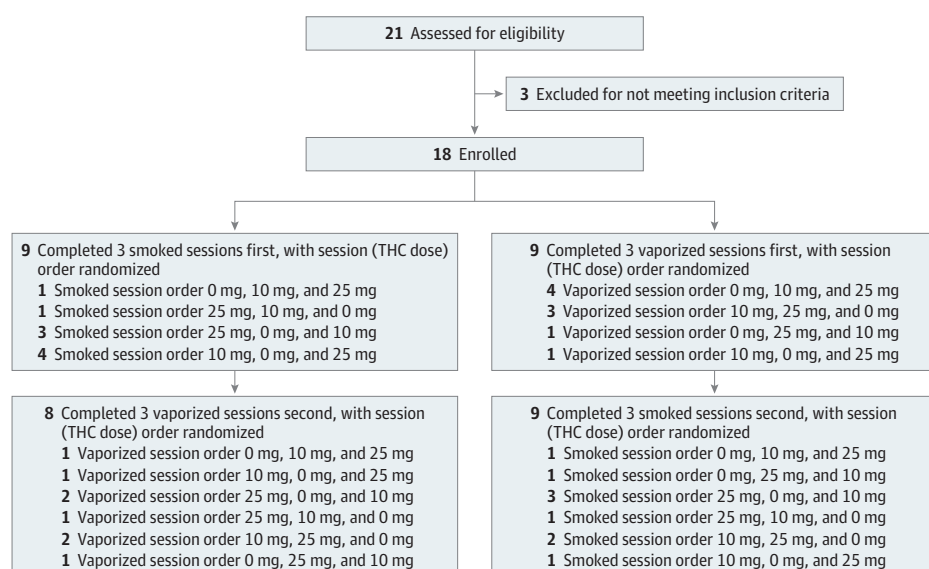 21 Assessed for eligibility
3 Excluded for not meeting inclusion criteria
18 Enrolled
9 Completed 3 smoked sessions first, with session (THC dose)
order randomized
1 Smoked session order 0 mg, 10 mg, and 25 mg
1 Smoked session order 25 mg, 10 mg, and 0 mg
3 Smoked session order 25 mg, 0 mg, and 10 mg
4 Smoked session order 10 mg, 0 mg, and 25 mg
9 Completed 3 vaporized sessions first, with session
(THC dose) order randomized
4 Vaporized session order 0 mg, 10 mg, and 25 mg
3 Vaporized session order 10 mg, 25 mg, and 0 mg
1 Vaporized session order 0 mg, 25 mg, and 10 mg
1 Vaporized session order 10 mg, 0 mg, and 25 mg
8 Completed 3 vaporized sessions second, with session
(THC dose) order randomized
1 Vaporized session order 0 mg, 10 mg, and 25 mg
1 Vaporized session order 10 mg, 0 mg, and 25 mg
2 Vaporized session order 25 mg, 0 mg, and 10 mg
1 Vaporized session order 25 mg, 10 mg, and 0 mg
2 Vaporized session order 10 mg, 25 mg, and 0 mg
1 Vaporized session order 0 mg, 25 mg, and 10 mg
9 Completed 3 smoked sessions second, with session
(THC dose) order randomized
1 Smoked session order 0 mg, 10 mg, and 25 mg
1 Smoked session order 0 mg, 25 mg, and 10 mg
3 Smoked session order 25 mg, 0 mg, and 10 mg
1 Smoked session order 25 mg, 10 mg, and 0 mg
2 Smoked session order 10 mg, 25 mg, and 0 mg
1 Smoked session order 10 mg, 0 mg, and 25 mg